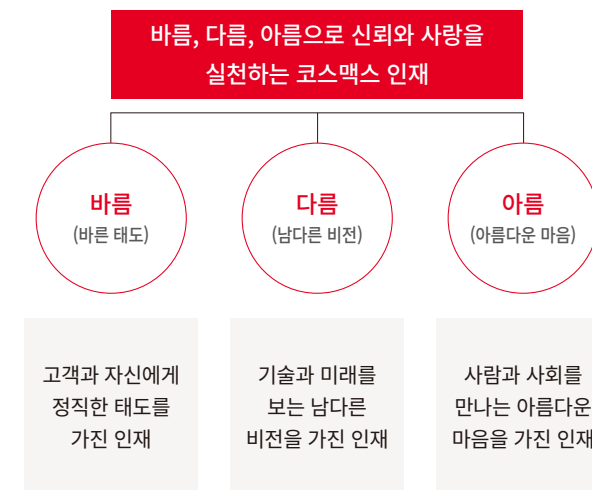 바름, 다름, 아름으로 신뢰와 사랑을
실천하는 코스맥스 인재
바름
(바른 태도)
다름
(남다른 비전)
아름
(아름다운 마음)
고객과 자신에게
정직한 태도를
가진 인재
기술과 미래를
보는 남다른
비전을 가진 인재
사람과 사회를
만나는 아름다운
마음을 가진 인재